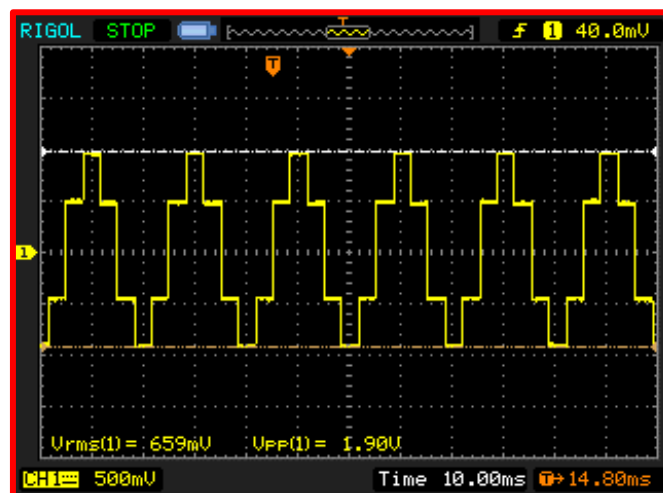 RIGOL STOP T f 1 40.0mV
T
1
Vrms(1)= 659mV Vpp(1)= 1.90V
CH1 500mV Time 10.00ms T→14.80ms